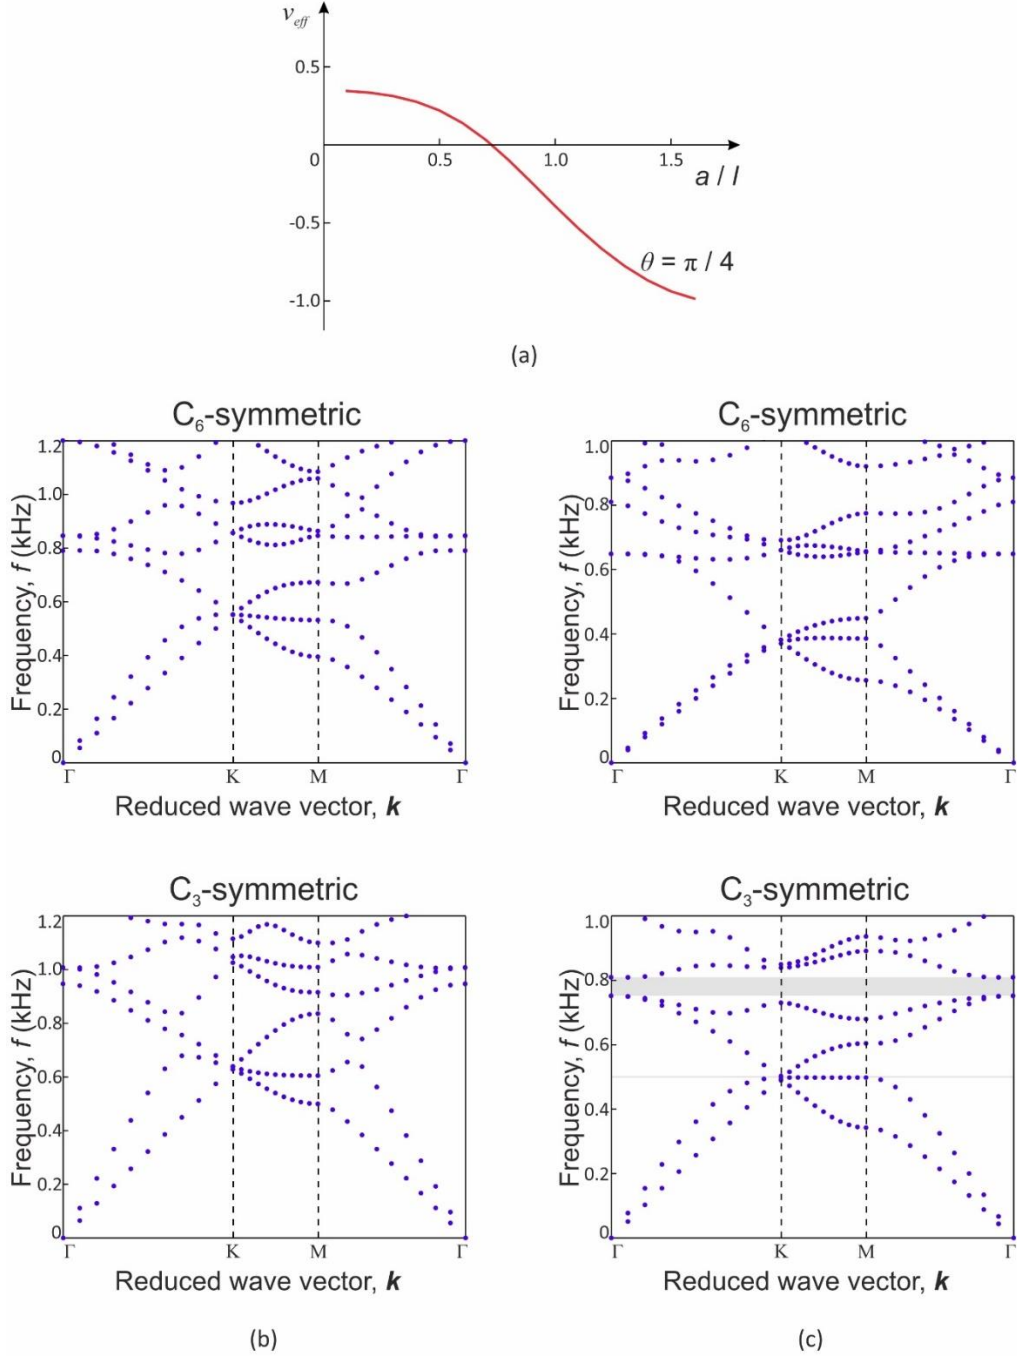 v_eff
0.5
0
0.5
1.0
1.5
a / l
-0.5
θ = π / 4
-1.0
(a)
C6-symmetric
C6-symmetric
1.2
1.0
0.8
0.6
0.4
0.2
0
Frequency, f (kHz)
Γ
K
M
Γ
Reduced wave vector, k
1.0
0.8
0.6
0.4
0.2
0
Frequency, f (kHz)
Γ
K
M
Γ
Reduced wave vector, k
C3-symmetric
C3-symmetric
1.2
1.0
0.8
0.6
0.4
0.2
0
Frequency, f (kHz)
Γ
K
M
Γ
Reduced wave vector, k
1.0
0.8
0.6
0.4
0.2
0
Frequency, f (kHz)
Γ
K
M
Γ
Reduced wave vector, k
(b)
(c)